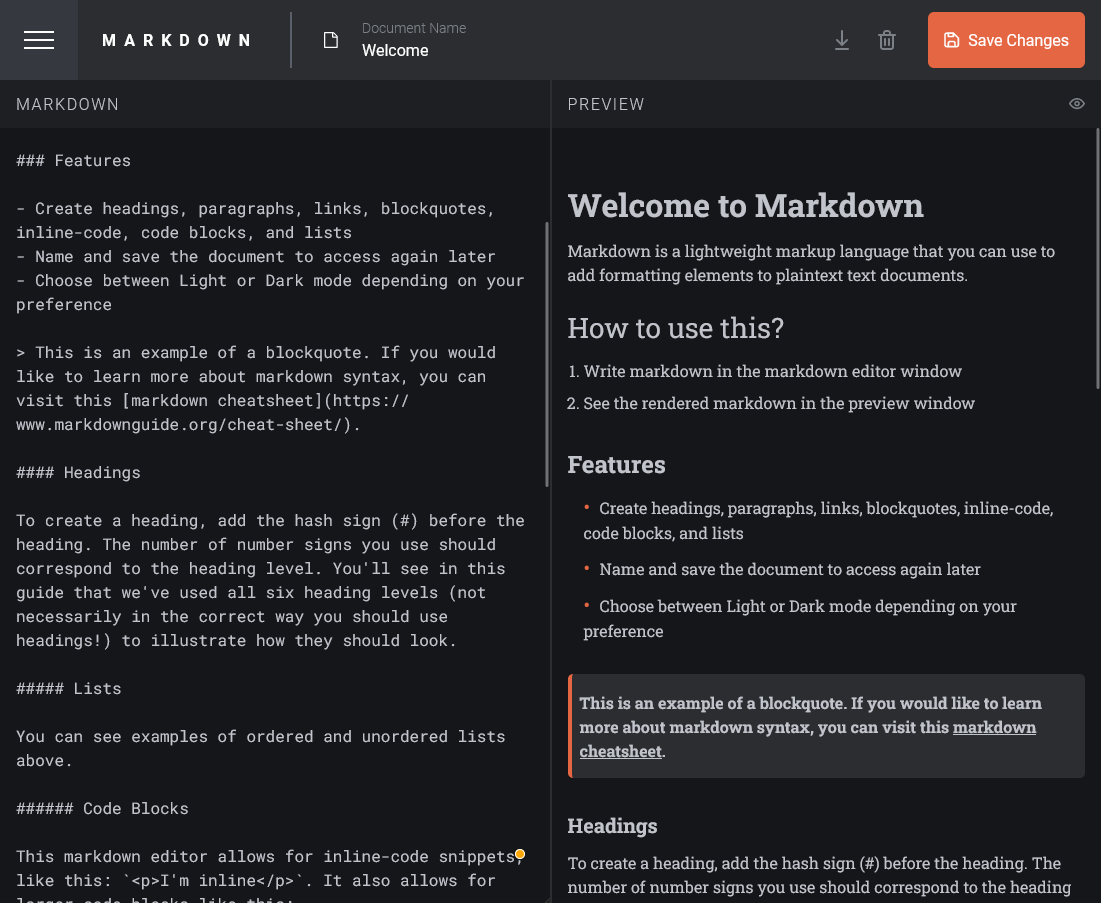 MARKDOWN
Document Name
Welcome
Save Changes
MARKDOWN
### Features
- Create headings, paragraphs, links, blockquotes,
inline-code, code blocks, and lists
- Name and save the document to access again later
- Choose between Light or Dark mode depending on your
preference
> This is an example of a blockquote. If you would
like to learn more about markdown syntax, you can
visit this [markdown cheatsheet](https://
www.markdownguide.org/cheat-sheet/).
#### Headings
To create a heading, add the hash sign (#) before the
heading. The number of number signs you use should
correspond to the heading level. You'll see in this
guide that we've used all six heading levels (not
necessarily in the correct way you should use
headings!) to illustrate how they should look.
##### Lists
You can see examples of ordered and unordered lists
above.
###### Code Blocks
This markdown editor allows for inline-code snippets,
like this: `<p>I'm inline</p>`. It also allows for
larger code blocks like this:
PREVIEW
Welcome to Markdown
Markdown is a lightweight markup language that you can use to
add formatting elements to plaintext text documents.
How to use this?
1. Write markdown in the markdown editor window
2. See the rendered markdown in the preview window
Features
• Create headings, paragraphs, links, blockquotes, inline-code,
code blocks, and lists
• Name and save the document to access again later
• Choose between Light or Dark mode depending on your
preference
This is an example of a blockquote. If you would like to learn
more about markdown syntax, you can visit this markdown
cheatsheet.
Headings
To create a heading, add the hash sign (#) before the heading. The
number of number signs you use should correspond to the heading